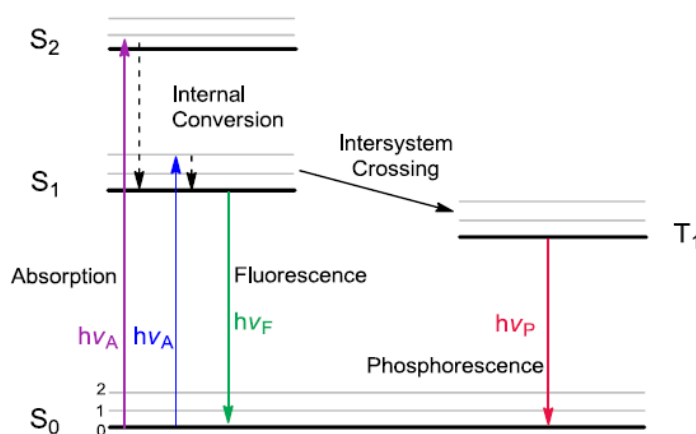 S2
Internal
Conversion
Intersystem
Crossing
S1
T1
Absorption
Fluorescence
hνA
hνA
hνF
hνP
Phosphorescence
2
1
0
S0